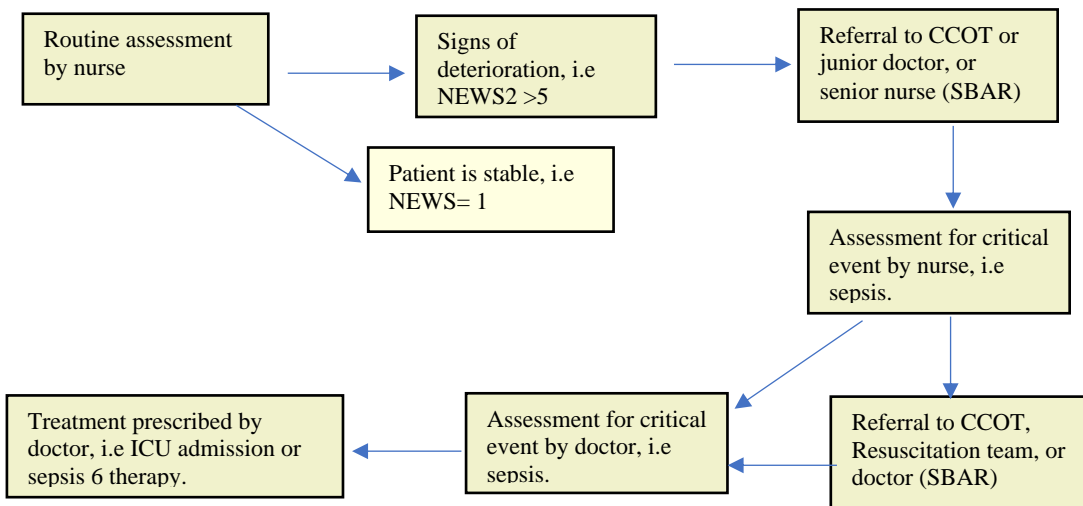 Routine assessment
by nurse
Signs of
deterioration, i.e
NEWS2 >5
Referral to CCOT or
junior doctor, or
senior nurse (SBAR)
Patient is stable, i.e
NEWS= 1
Assessment for critical
event by nurse, i.e
sepsis.
Treatment prescribed by
doctor, i.e ICU admission or
sepsis 6 therapy.
Assessment for critical
event by doctor, i.e
sepsis.
Referral to CCOT,
Resuscitation team, or
doctor (SBAR)